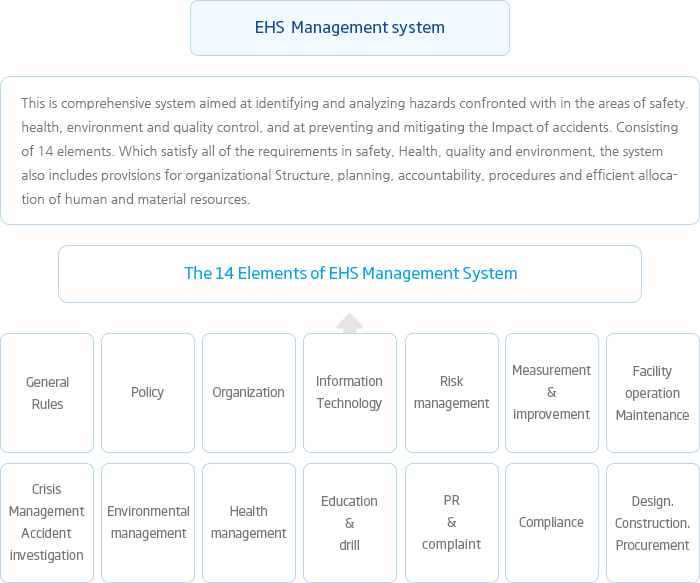 EHS Management system
This is comprehensive system aimed at identifying and analyzing hazards confronted with in the areas of safety.
health, environment and quality control, and at preventing and mitigating the Impact of accidents. Consisting
of 14 elements. Which satisfy all of the requirements in safety, Health, quality and environment, the system
also includes provisions for organizational Structure, planning, accountability, procedures and efficient alloca-
tion of human and material resources.
The 14 Elements of EHS Management System
General
Rules
Policy
Organization
Information
Technology
Risk
management
Measurement
&
improvement
Facility
operation
Maintenance
Crisis
Management
Accident
investigation
Environmental
management
Health
management
Education
&
drill
PR
&
complaint
Compliance
Design.
Construction.
Procurement